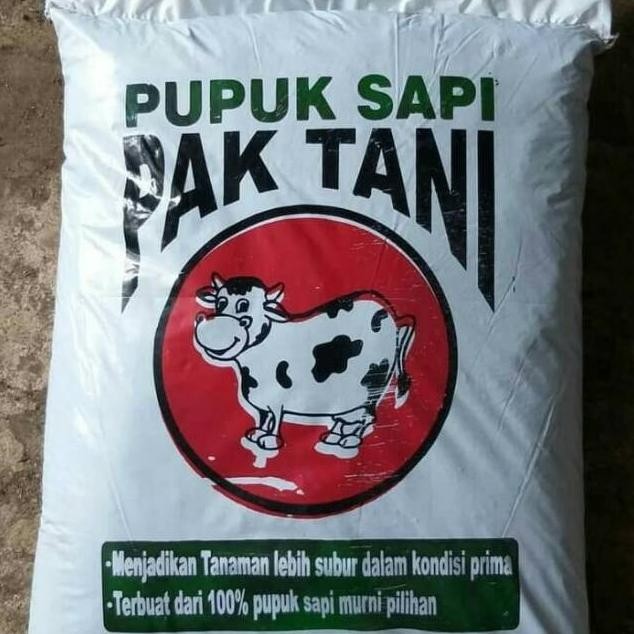 PUPUK SAPI
PAK TANI
•Menjadikan Tanaman lebih subur dalam kondisi prima
•Terbuat dari 100% pupuk sapi murni pilihan